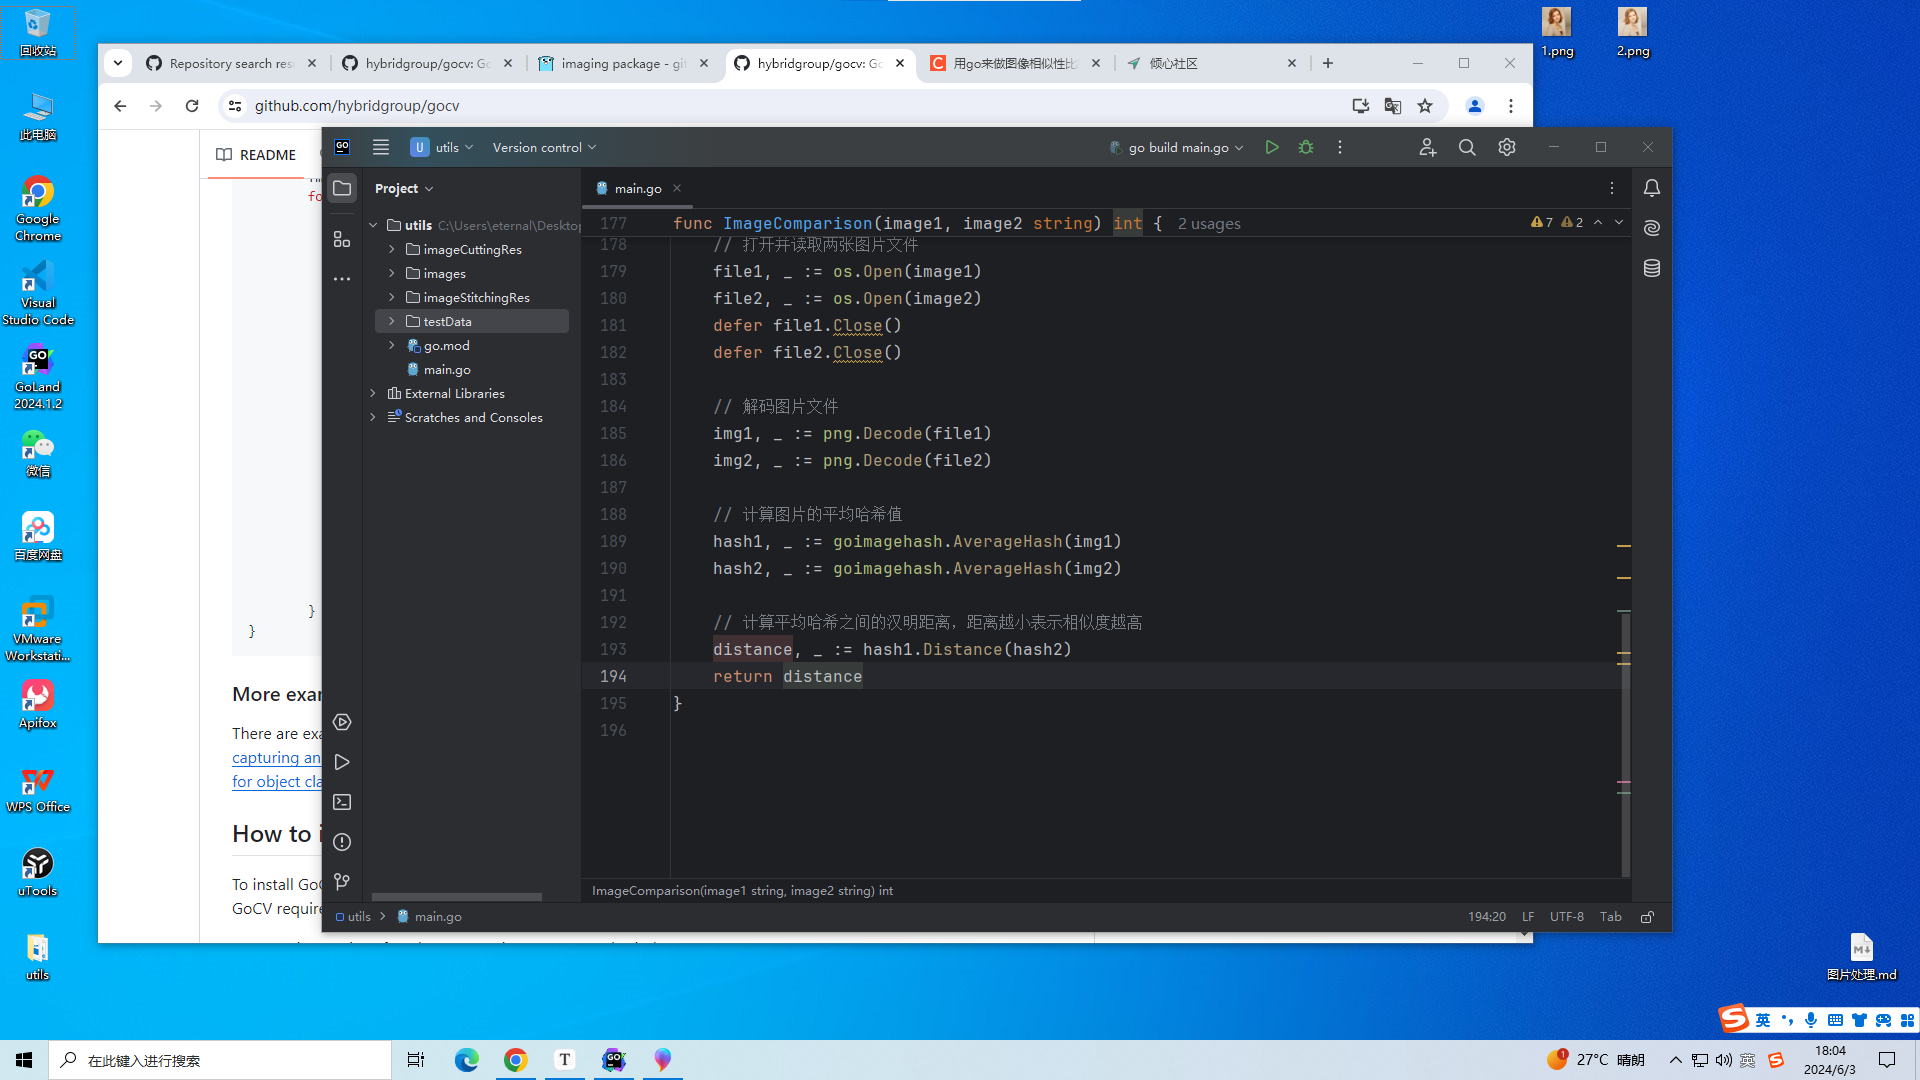 回收站
此电脑
Google Chrome
Visual Studio Code
GoLand 2024.1.2
微信
百度网盘
VMware Workstati...
Apifox
WPS Office
uTools
utils
1.png
2.png
图片处理.md
Repository search res
hybridgroup/gocv: Go
imaging package - git
hybridgroup/gocv: Go
用go来做图像相似性比
倾心社区
github.com/hybridgroup/gocv
README
fo
}
}
More exa
There are exa
capturing an
for object cla
How to i
To install GoC
GoCV require
U utils
Version control
go build main.go
Project
main.go
utils C:\Users\eternal\Desktop
imageCuttingRes
images
imageStitchingRes
testData
go.mod
main.go
External Libraries
Scratches and Consoles
177 func ImageComparison(image1, image2 string) int { 2 usages
7 2
178 // 打开并读取两张图片文件
179 file1, _ := os.Open(image1)
180 file2, _ := os.Open(image2)
181 defer file1.Close()
182 defer file2.Close()
183
184 // 解码图片文件
185 img1, _ := png.Decode(file1)
186 img2, _ := png.Decode(file2)
187
188 // 计算图片的平均哈希值
189 hash1, _ := goimagehash.AverageHash(img1)
190 hash2, _ := goimagehash.AverageHash(img2)
191
192 // 计算平均哈希之间的汉明距离，距离越小表示相似度越高
193 distance, _ := hash1.Distance(hash2)
194 return distance
195 }
196
ImageComparison(image1 string, image2 string) int
utils > main.go
194:20 LF UTF-8 Tab
英
在此键入进行搜索
27°C 晴朗
英
18:04
2024/6/3